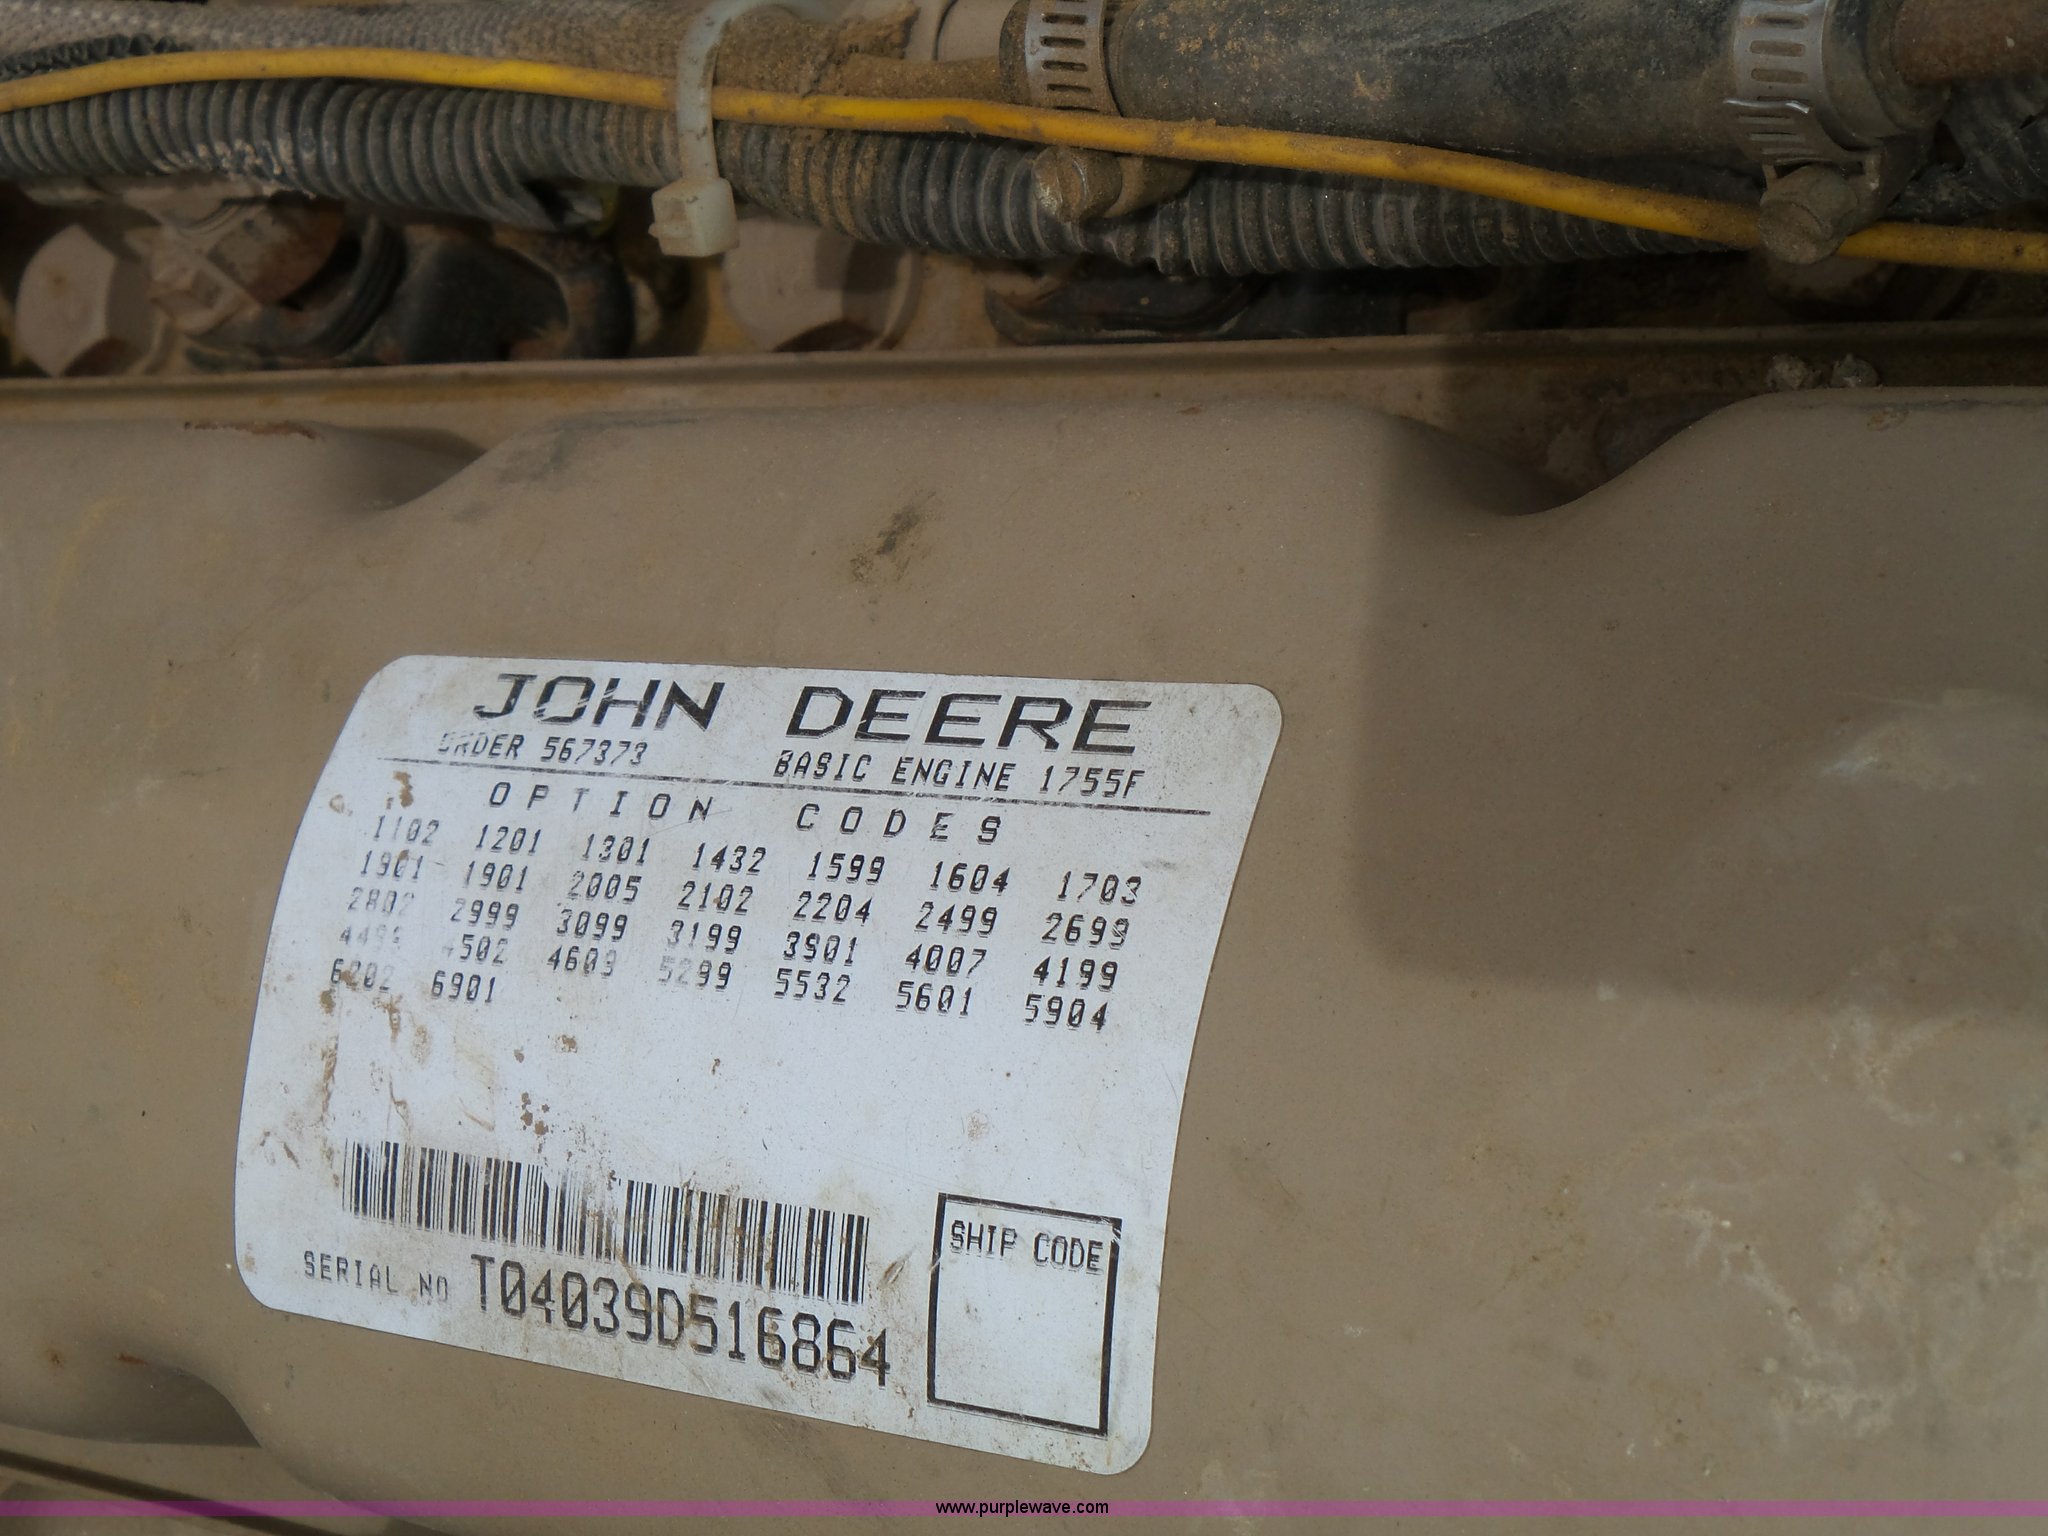 JOHN DEERE
ORDER 567373 BASIC ENGINE 1755F
OPTION CODES
1102 1201 1301 1432 1599 1604 1703
1901 1901 2005 2102 2204 2499 2699
2802 2999 3099 3199 3901 4007 4199
4499 4502 4609 5299 5532 5601 5904
6202 6901
SHIP CODE
SERIAL NO T04039D516864
www.purplewave.com